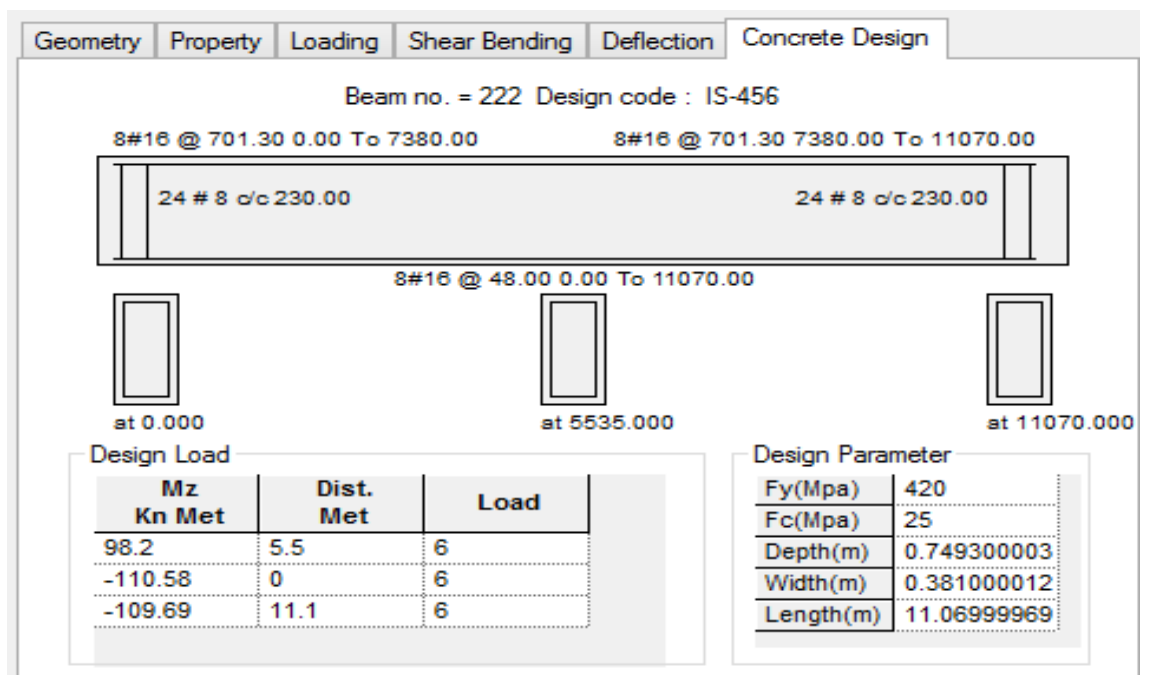 Geometry Property Loading Shear Bending Deflection Concrete Design
Beam no. = 222 Design code : IS-456
8#16 @ 701.30 0.00 To 7380.00 8#16 @ 701.30 7380.00 To 11070.00
24 # 8 c/c 230.00 24 # 8 c/c 230.00
8#16 @ 48.00 0.00 To 11070.00
at 0.000 at 5535.000 at 11070.000
Design Load
Mz Dist. Load
Kn Met Met
98.2 5.5 6
-110.58 0 6
-109.69 11.1 6
Design Parameter
Fy(Mpa) 420
Fc(Mpa) 25
Depth(m) 0.749300003
Width(m) 0.381000012
Length(m) 11.06999969